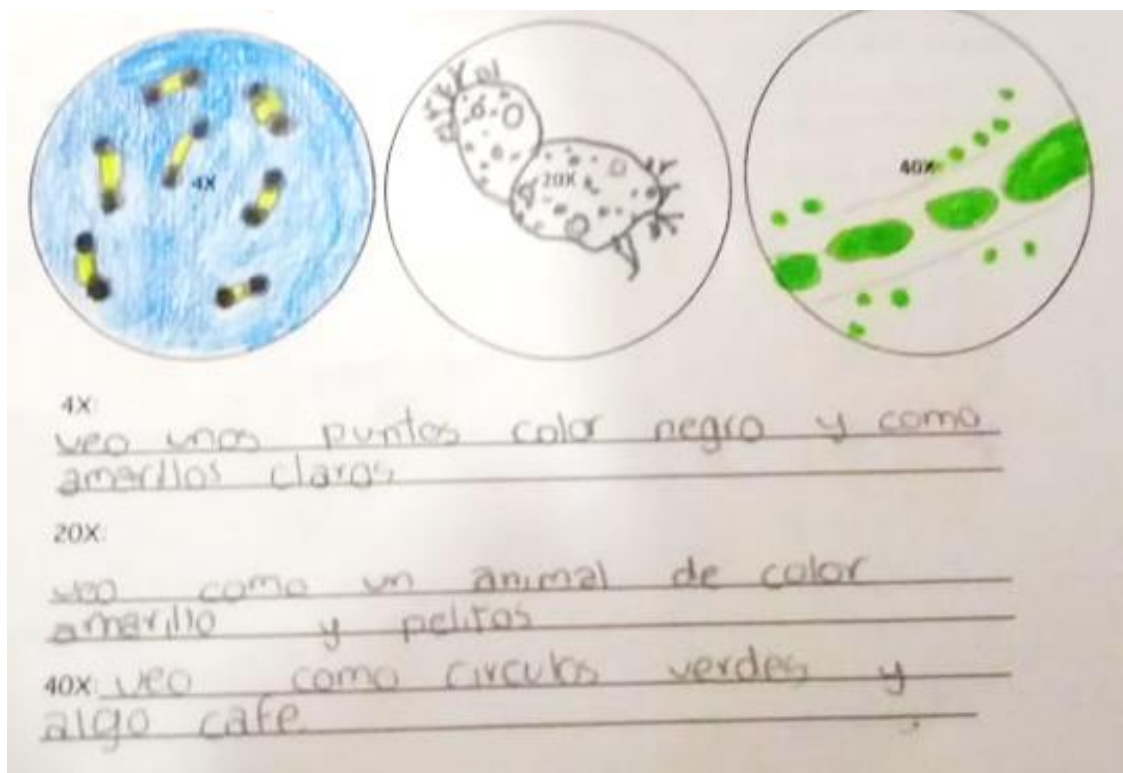 4X
20X
40X
4X:
veo unos puntos color negro y como
amarillos claros
20X:
veo como un animal de color
amarillo y pelitos
40X: veo como circulos verdes y
algo cafe